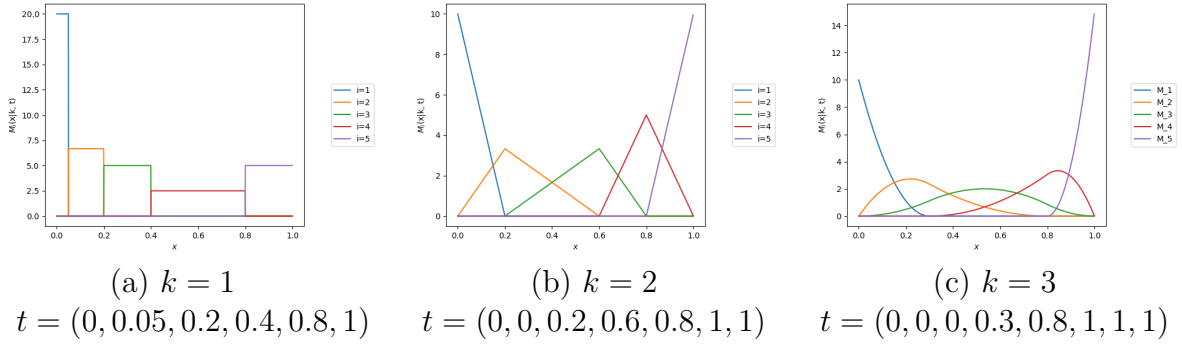 20.0
17.5
15.0
12.5
10.0
7.5
5.0
2.5
0.0
M_i(x|k, t)
0.0 0.2 0.4 0.6 0.8 1.0
x
i=1
i=2
i=3
i=4
i=5
(a) k = 1
t = (0, 0.05, 0.2, 0.4, 0.8, 1)
10
8
6
4
2
0
M_i(x|k, t)
0.0 0.2 0.4 0.6 0.8 1.0
x
i=1
i=2
i=3
i=4
i=5
(b) k = 2
t = (0, 0, 0.2, 0.6, 0.8, 1, 1)
14
12
10
8
6
4
2
0
M_i(x|k, t)
0.0 0.2 0.4 0.6 0.8 1.0
x
M_1
M_2
M_3
M_4
M_5
(c) k = 3
t = (0, 0, 0, 0.3, 0.8, 1, 1, 1)